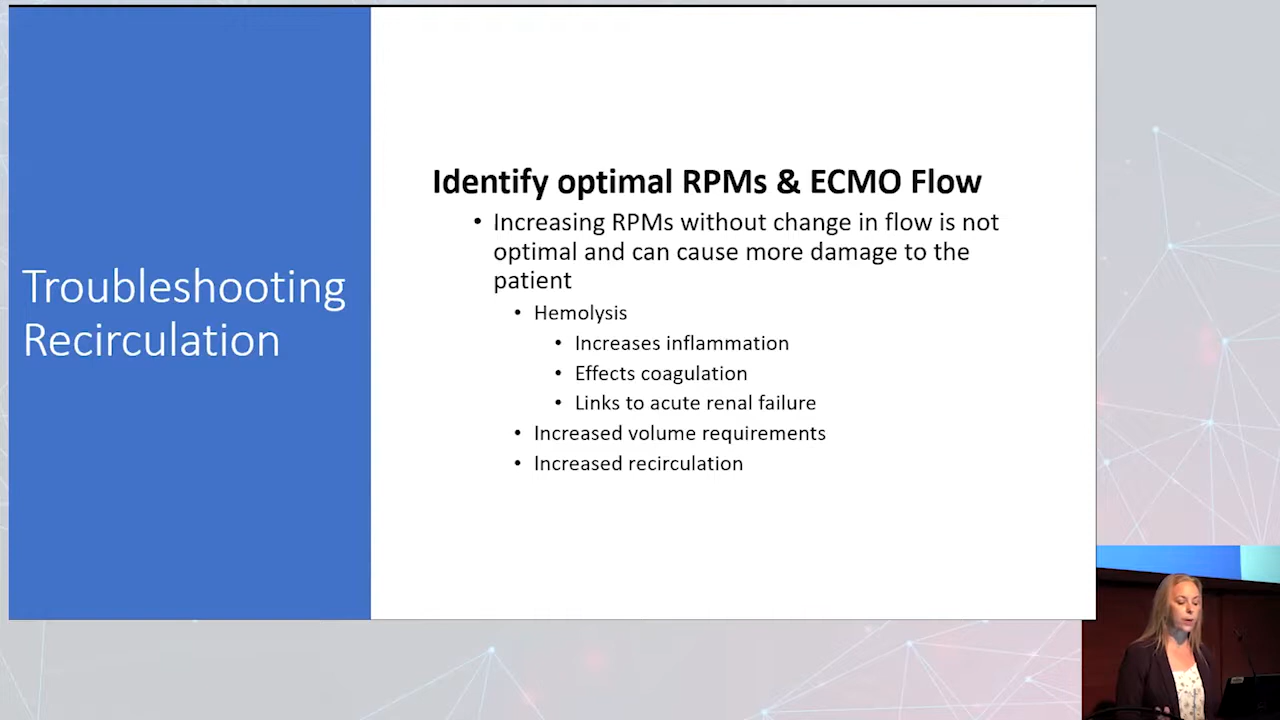 Troubleshooting
Recirculation
Identify optimal RPMs & ECMO Flow
• Increasing RPMs without change in flow is not
optimal and can cause more damage to the
patient
• Hemolysis
• Increases inflammation
• Effects coagulation
• Links to acute renal failure
• Increased volume requirements
• Increased recirculation